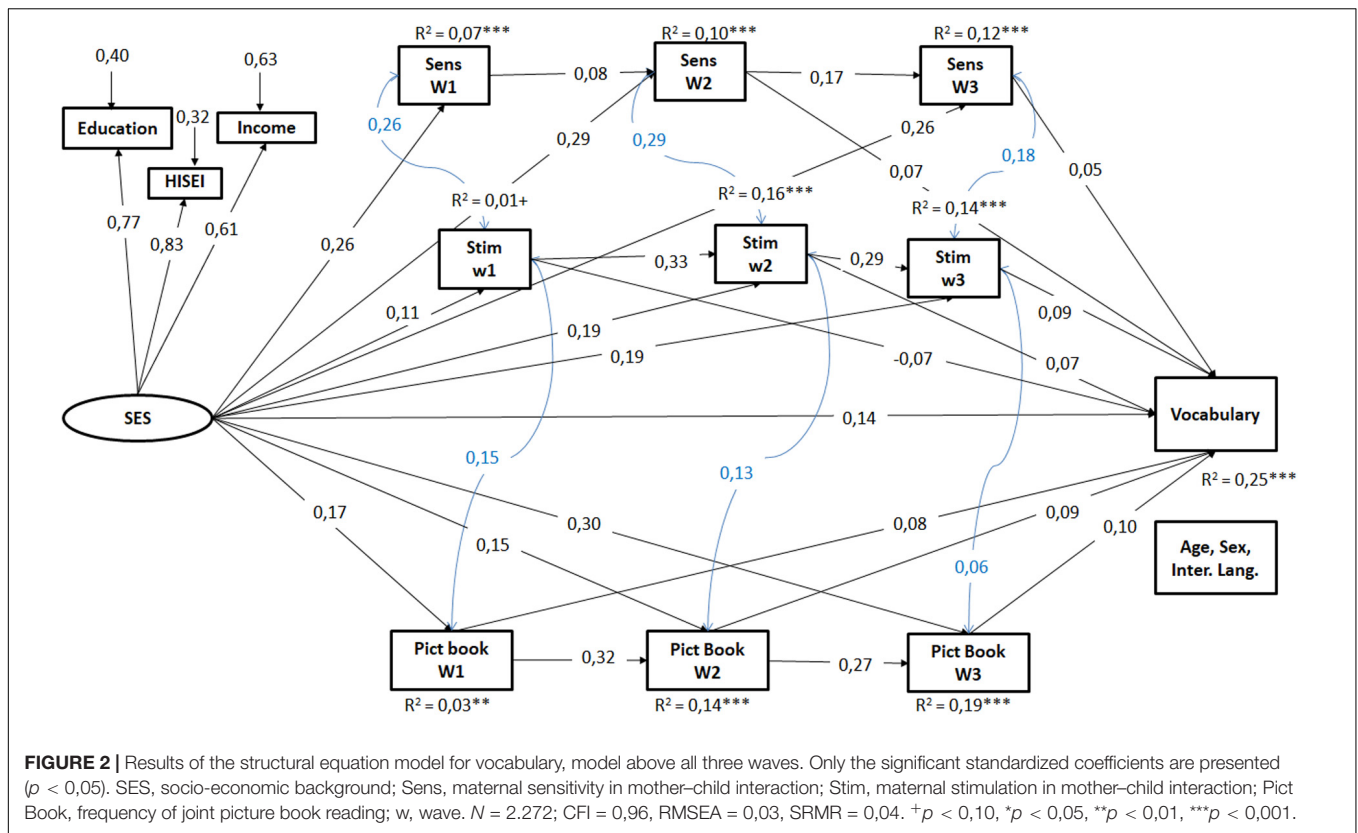 R² = 0,07***
R² = 0,10***
R² = 0,12***
0,40
0,63
Sens
W1
0,08
Sens
W2
0,17
Sens
W3
Education
0,32
Income
HISEI
0,26
0,29
0,29
0,26
0,18
0,07
0,05
R² = 0,01+
R² = 0,16***
R² = 0,14***
0,77
0,83
0,61
0,26
Stim
w1
0,33
Stim
w2
0,29
Stim
w3
0,11
0,19
0,19
-0,07
0,07
0,09
SES
0,14
Vocabulary
R² = 0,25***
0,15
0,13
0,17
0,15
0,30
0,08
0,09
0,10
0,06
Age, Sex,
Inter. Lang.
Pict book
W1
0,32
Pict Book
W2
0,27
Pict Book
W3
R² = 0,03**
R² = 0,14***
R² = 0,19***
FIGURE 2 | Results of the structural equation model for vocabulary, model above all three waves. Only the significant standardized coefficients are presented
(p < 0,05). SES, socio-economic background; Sens, maternal sensitivity in mother–child interaction; Stim, maternal stimulation in mother–child interaction; Pict
Book, frequency of joint picture book reading; w, wave. N = 2.272; CFI = 0,96, RMSEA = 0,03, SRMR = 0,04. ⁺p < 0,10, *p < 0,05, **p < 0,01, ***p < 0,001.